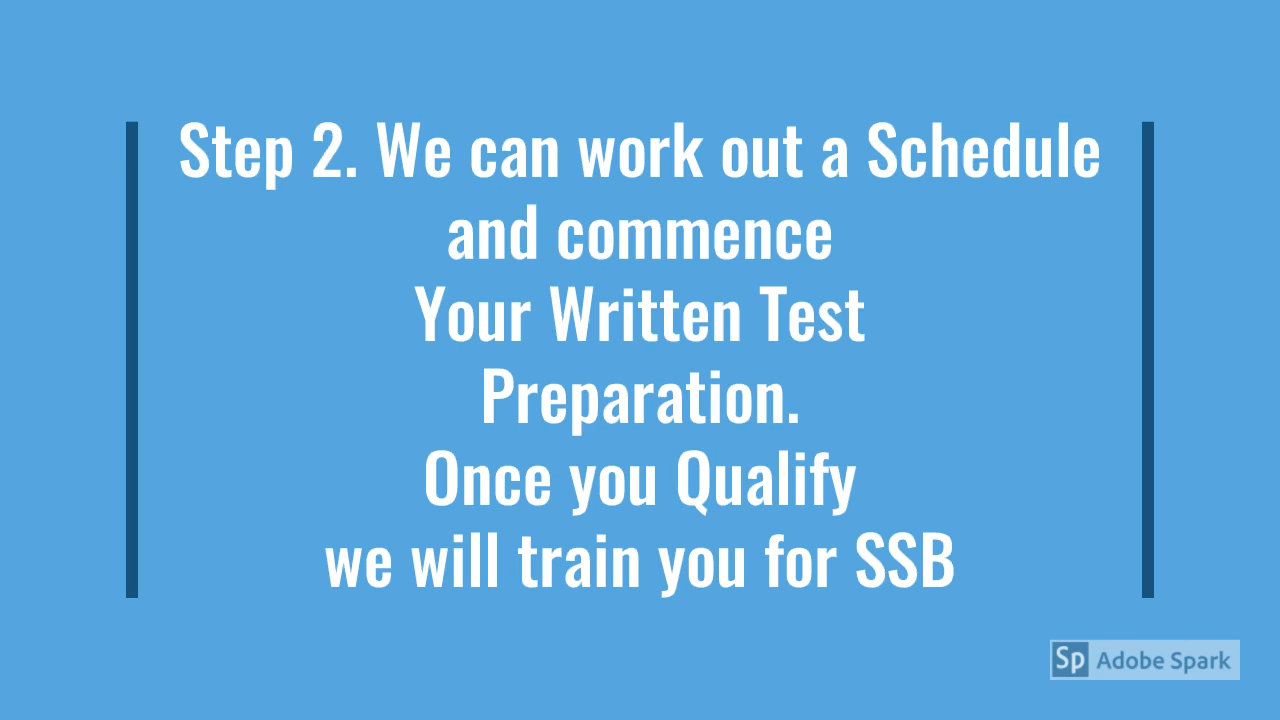 Step 2. We can work out a Schedule
and commence
Your Written Test
Preparation.
Once you Qualify
we will train you for SSB
Sp Adobe Spark